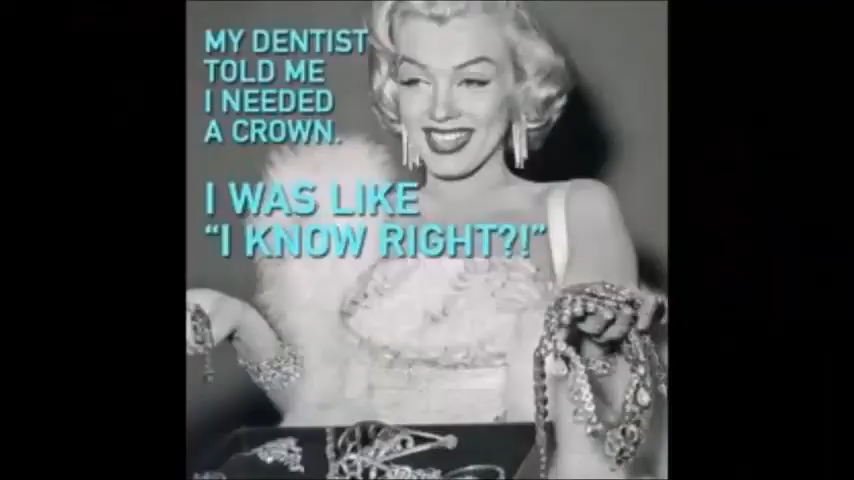 MY DENTIST
TOLD ME
I NEEDED
A CROWN.
I WAS LIKE
“I KNOW RIGHT?!”